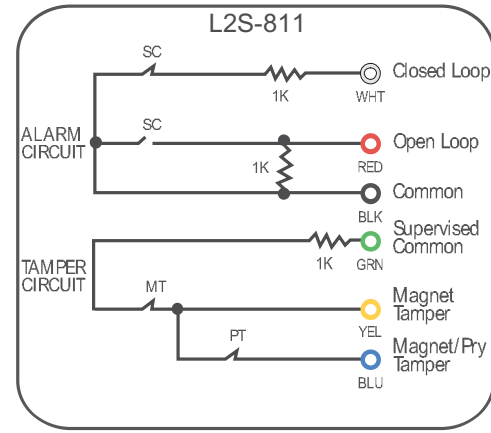 L2S-811
SC
1K
Closed Loop
WHT
ALARM
CIRCUIT
SC
1K
Open Loop
RED
Common
BLK
Supervised
Common
1K
GRN
TAMPER
CIRCUIT
MT
Magnet
Tamper
YEL
PT
Magnet/Pry
Tamper
BLU